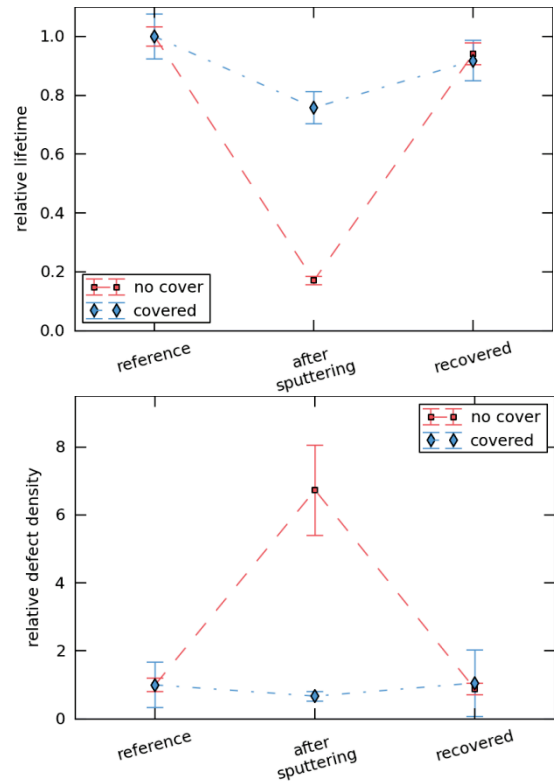 relative lifetime
1.0
0.8
0.6
0.4
0.2
0.0
no cover
covered
reference
after
sputtering
recovered
relative defect density
8
6
4
2
0
no cover
covered
reference
after
sputtering
recovered